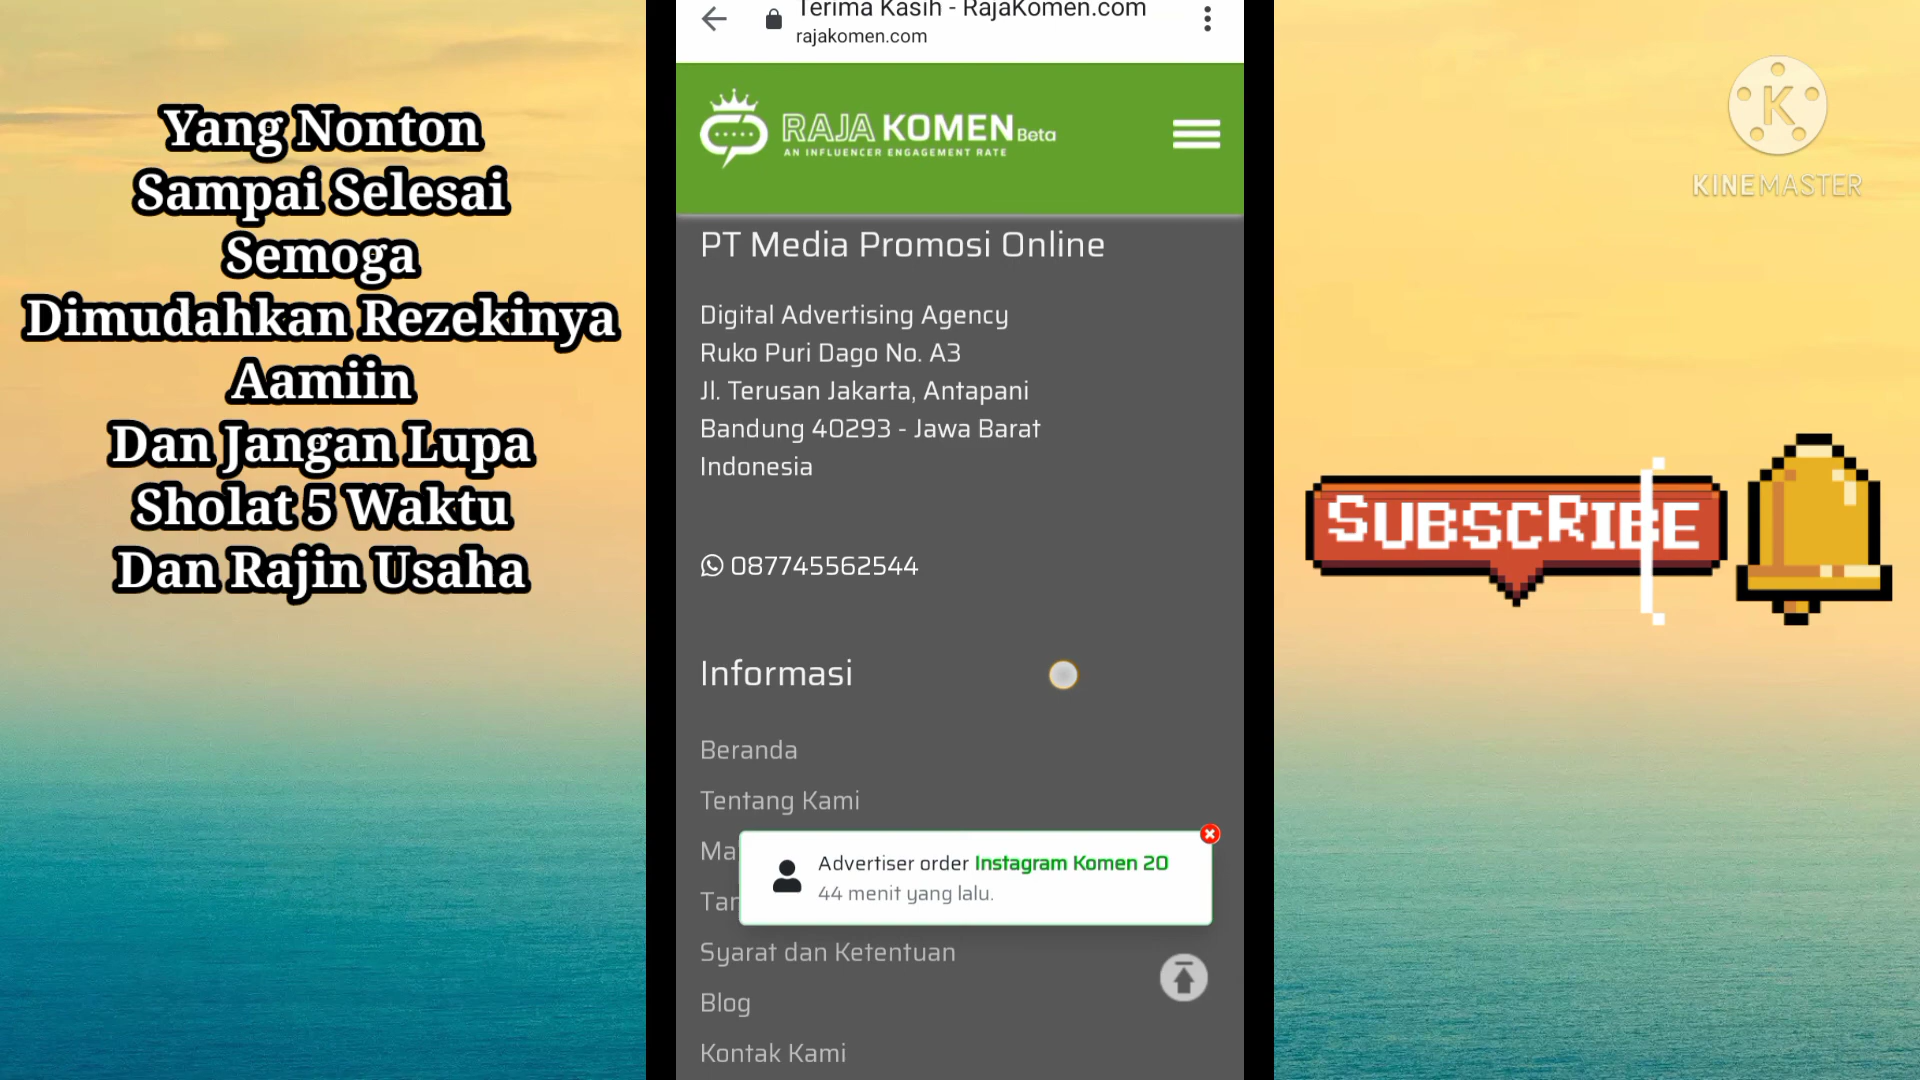 Yang Nonton
Sampai Selesai
Semoga
Dimudahkan Rezekinya
Aamiin
Dan Jangan Lupa
Sholat 5 Waktu
Dan Rajin Usaha
Terima Kasih - RajaKomen.com
rajakomen.com
RAJA KOMEN Beta
AN INFLUENCER ENGAGEMENT RATE
PT Media Promosi Online
Digital Advertising Agency
Ruko Puri Dago No. A3
Jl. Terusan Jakarta, Antapani
Bandung 40293 - Jawa Barat
Indonesia
087745562544
Informasi
Beranda
Tentang Kami
Advertiser order Instagram Komen 20
44 menit yang lalu.
Syarat dan Ketentuan
Blog
Kontak Kami
K
KINEMASTER
SUBSCRIBE